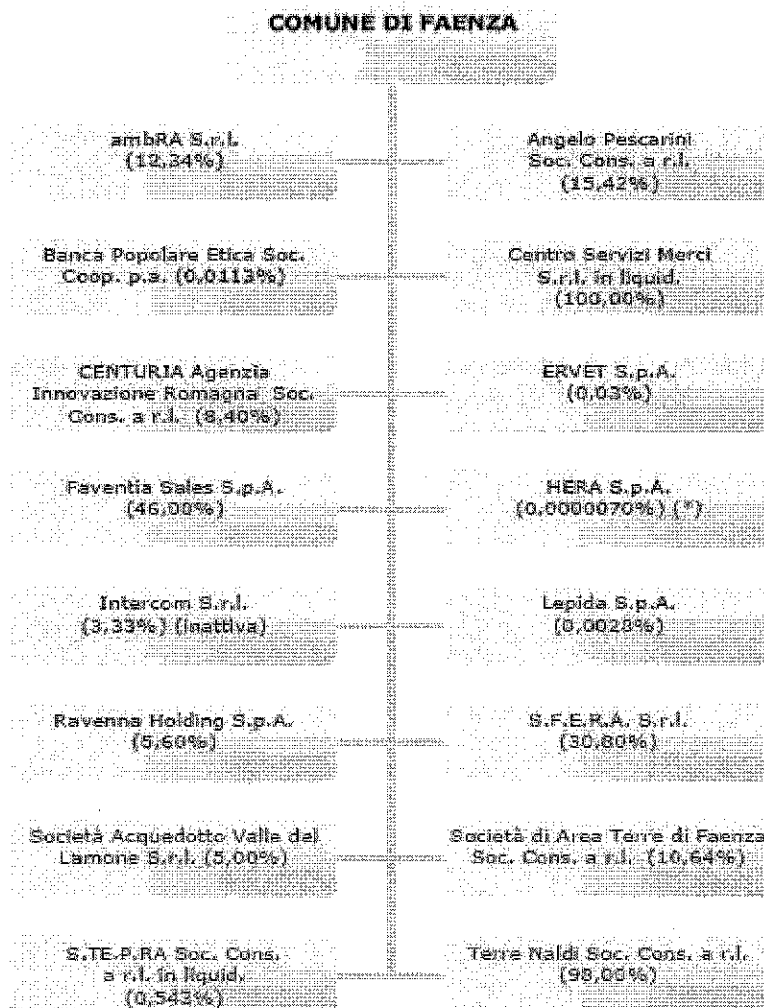 COMUNE DI FAENZA
ambRA S.r.l.
(12,34%)
Angelo Pescarini
Soc. Cons. a r.l.
(15,42%)
Banca Popolare Etica Soc.
Coop. p.a. (0,0113%)
Centro Servizi Merci
S.r.l. in liquid.
(100,00%)
CENTURIA Agenzia
Innovazione Romagna Soc.
Cons. a r.l. (8,40%)
ERVET S.p.A.
(0,03%)
Faventia Sales S.p.A.
(46,00%)
HERA S.p.A.
(0,0000070%) (*)
Intercom S.r.l.
(3,33%) (inattiva)
Lepida S.p.A.
(0,0028%)
Ravenna Holding S.p.A.
(5,60%)
S.F.E.R.A. S.r.l.
(30,80%)
Società Acquedotto Valle del
Lamone S.r.l. (5,00%)
Società di Area Terre di Faenza
Soc. Cons. a r.l. (10,64%)
S.TE.P.RA Soc. Cons.
a r.l. in liquid.
(0,543%)
Terre Naldi Soc. Cons. a r.l.
(98,00%)